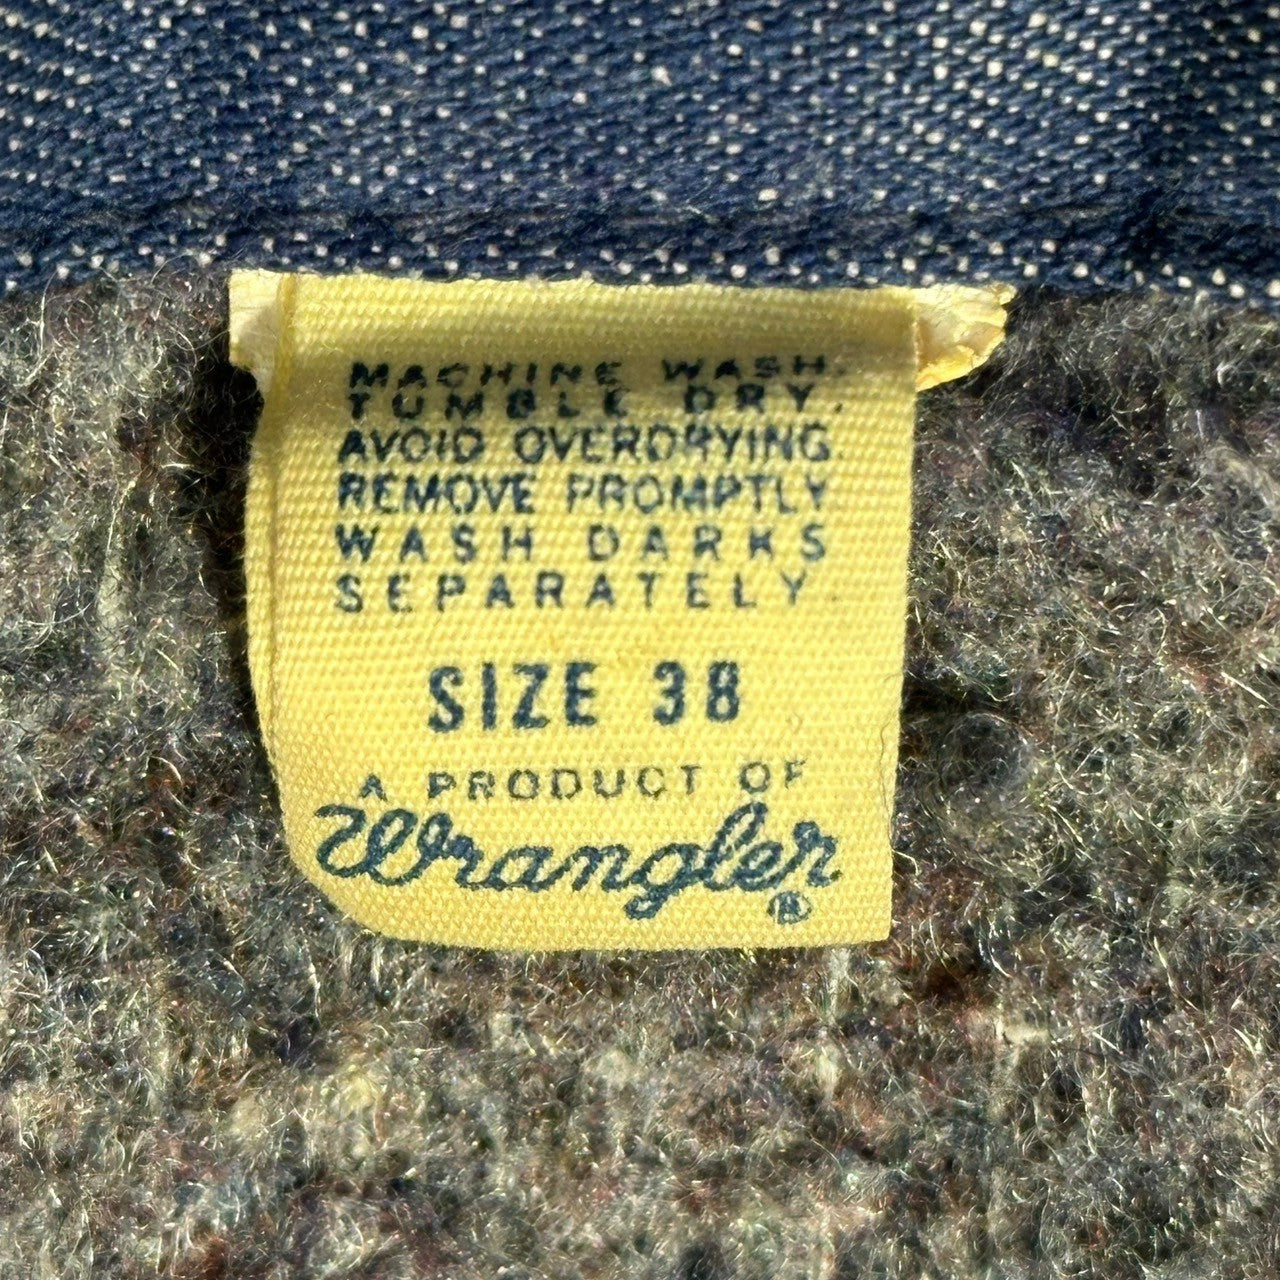 MACHINE WASH.
TUMBLE DRY.
AVOID OVERDRYING.
REMOVE PROMPTLY
WASH DARKS
SEPARATELY.
SIZE 38
A PRODUCT OF
Wrangler
®